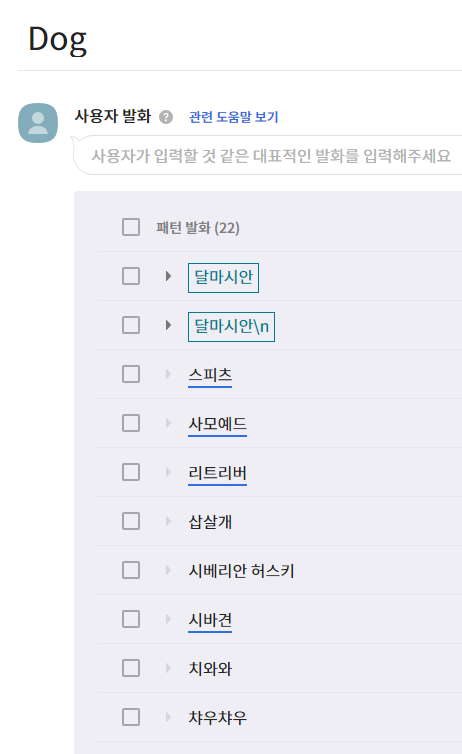 Dog
사용자 발화 ? 관련 도움말 보기
사용자가 입력할 것 같은 대표적인 발화를 입력해주세요
패턴 발화 (22)
달마시안
달마시안\n
스피츠
사모예드
리트리버
삽살개
시베리안 허스키
시바견
치와와
챠우챠우